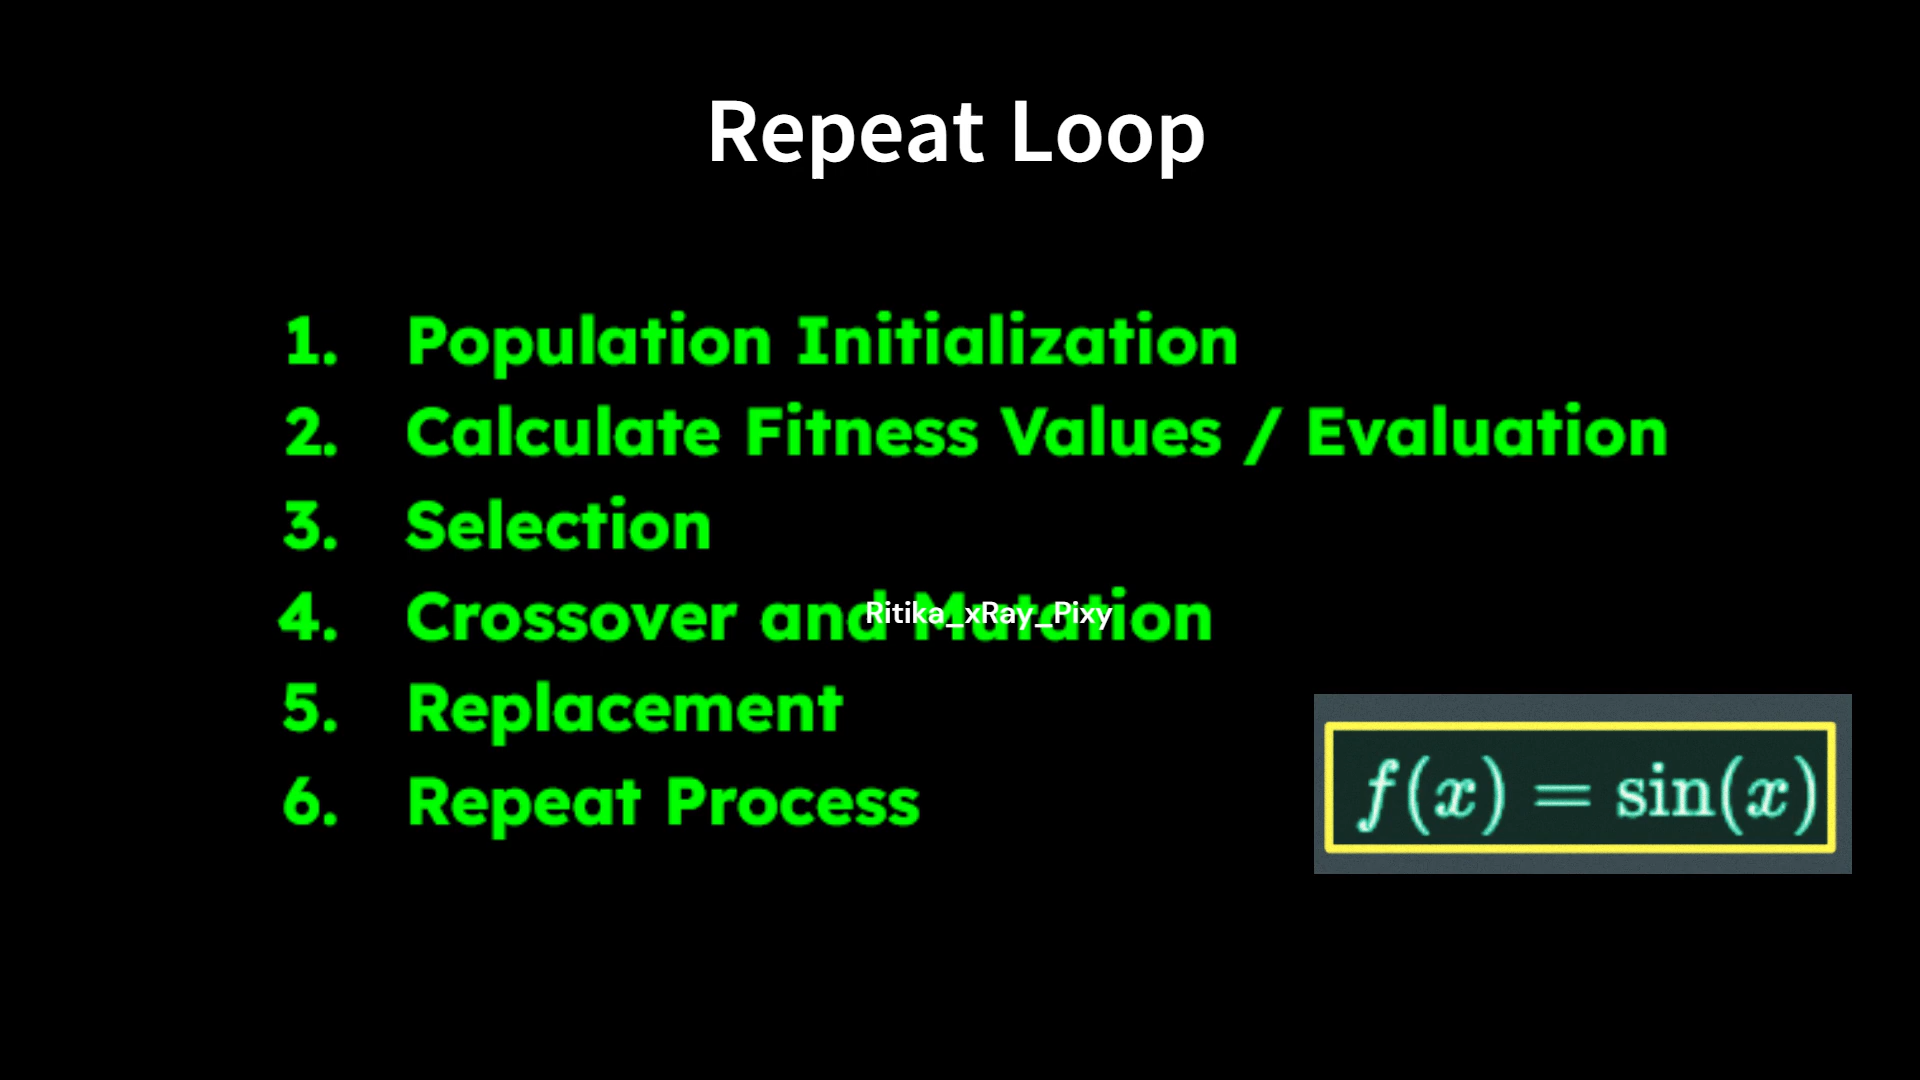 Repeat Loop
1. Population Initialization
2. Calculate Fitness Values / Evaluation
3. Selection
4. Crossover and Mutation
Ritika_xRay_Pixy
5. Replacement
6. Repeat Process
f(x) = sin(x)